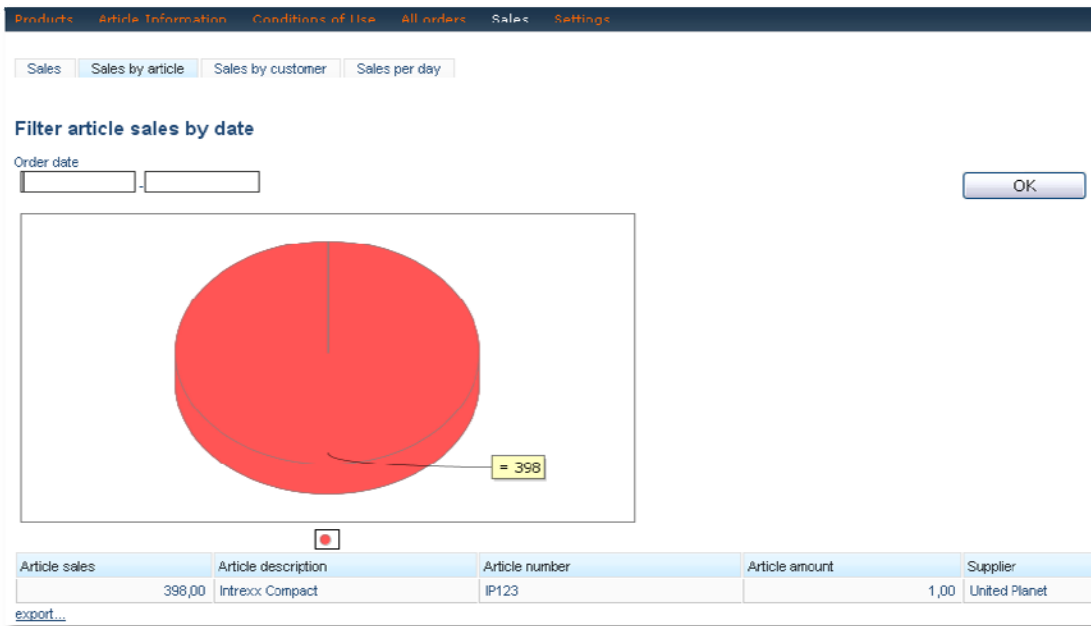 Products Article Information Conditions of Use All orders Sales Settings
Sales Sales by article Sales by customer Sales per day
Filter article sales by date
Order date
-
OK
= 398
Article sales Article description Article number Article amount Supplier
398,00 Intrexx Compact IP123 1,00 United Planet
export...